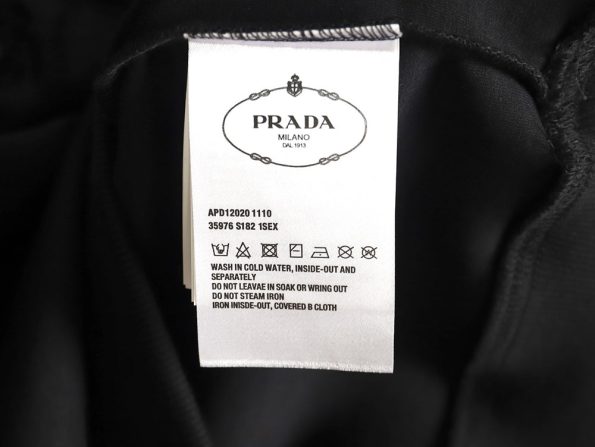 PRADA
MILANO
DAL 1913
APD12020 1110
35976 S182 1SEX
WASH IN COLD WATER, INSIDE-OUT AND
SEPARATELY
DO NOT LEAVAE IN SOAK OR WRING OUT
DO NOT STEAM IRON
IRON INISDE-OUT, COVERED B CLOTH